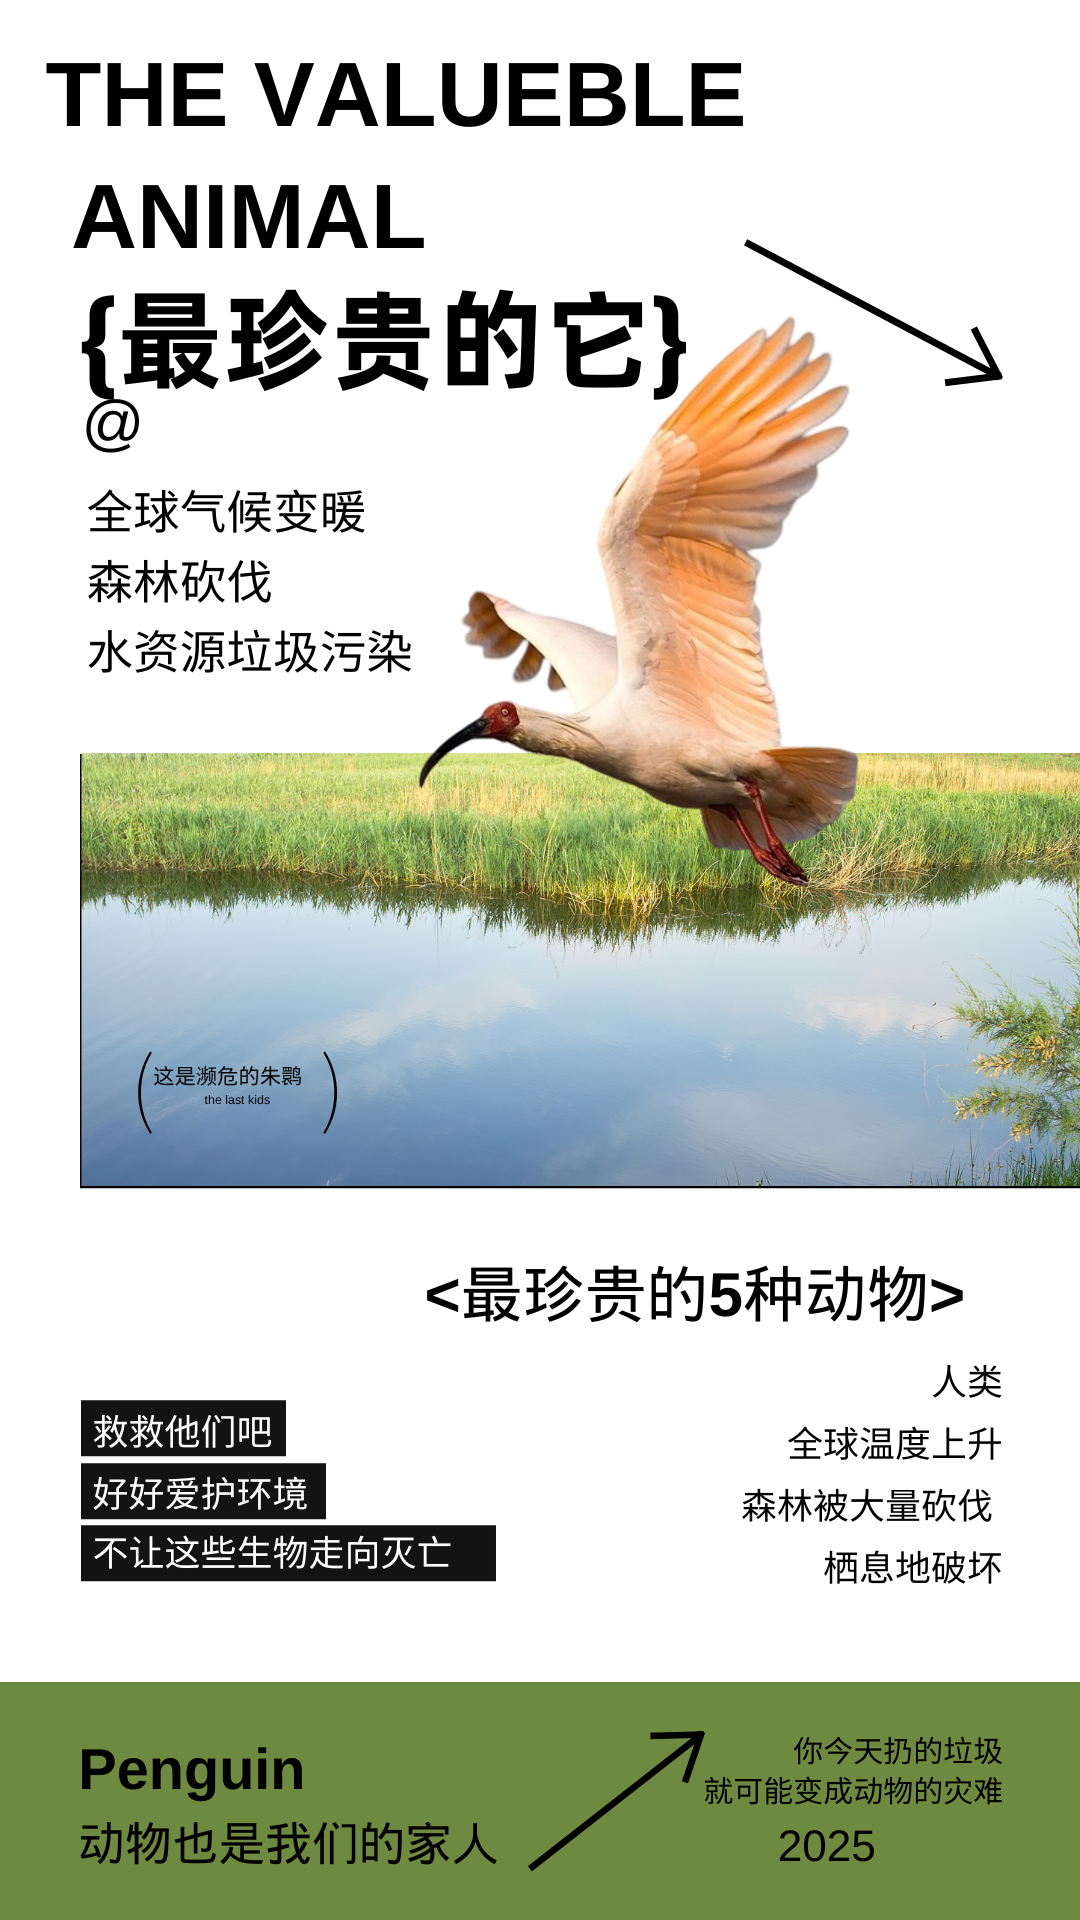 THE VALUEBLE
ANIMAL
{最珍贵的它}
@
全球气候变暖
森林砍伐
水资源垃圾污染
(这是濒危的朱鹮)
the last kids
<最珍贵的5种动物>
人类
全球温度上升
森林被大量砍伐
栖息地破坏
救救他们吧
好好爱护环境
不让这些生物走向灭亡
Penguin
动物也是我们的家人
你今天扔的垃圾
就可能变成动物的灾难
2025